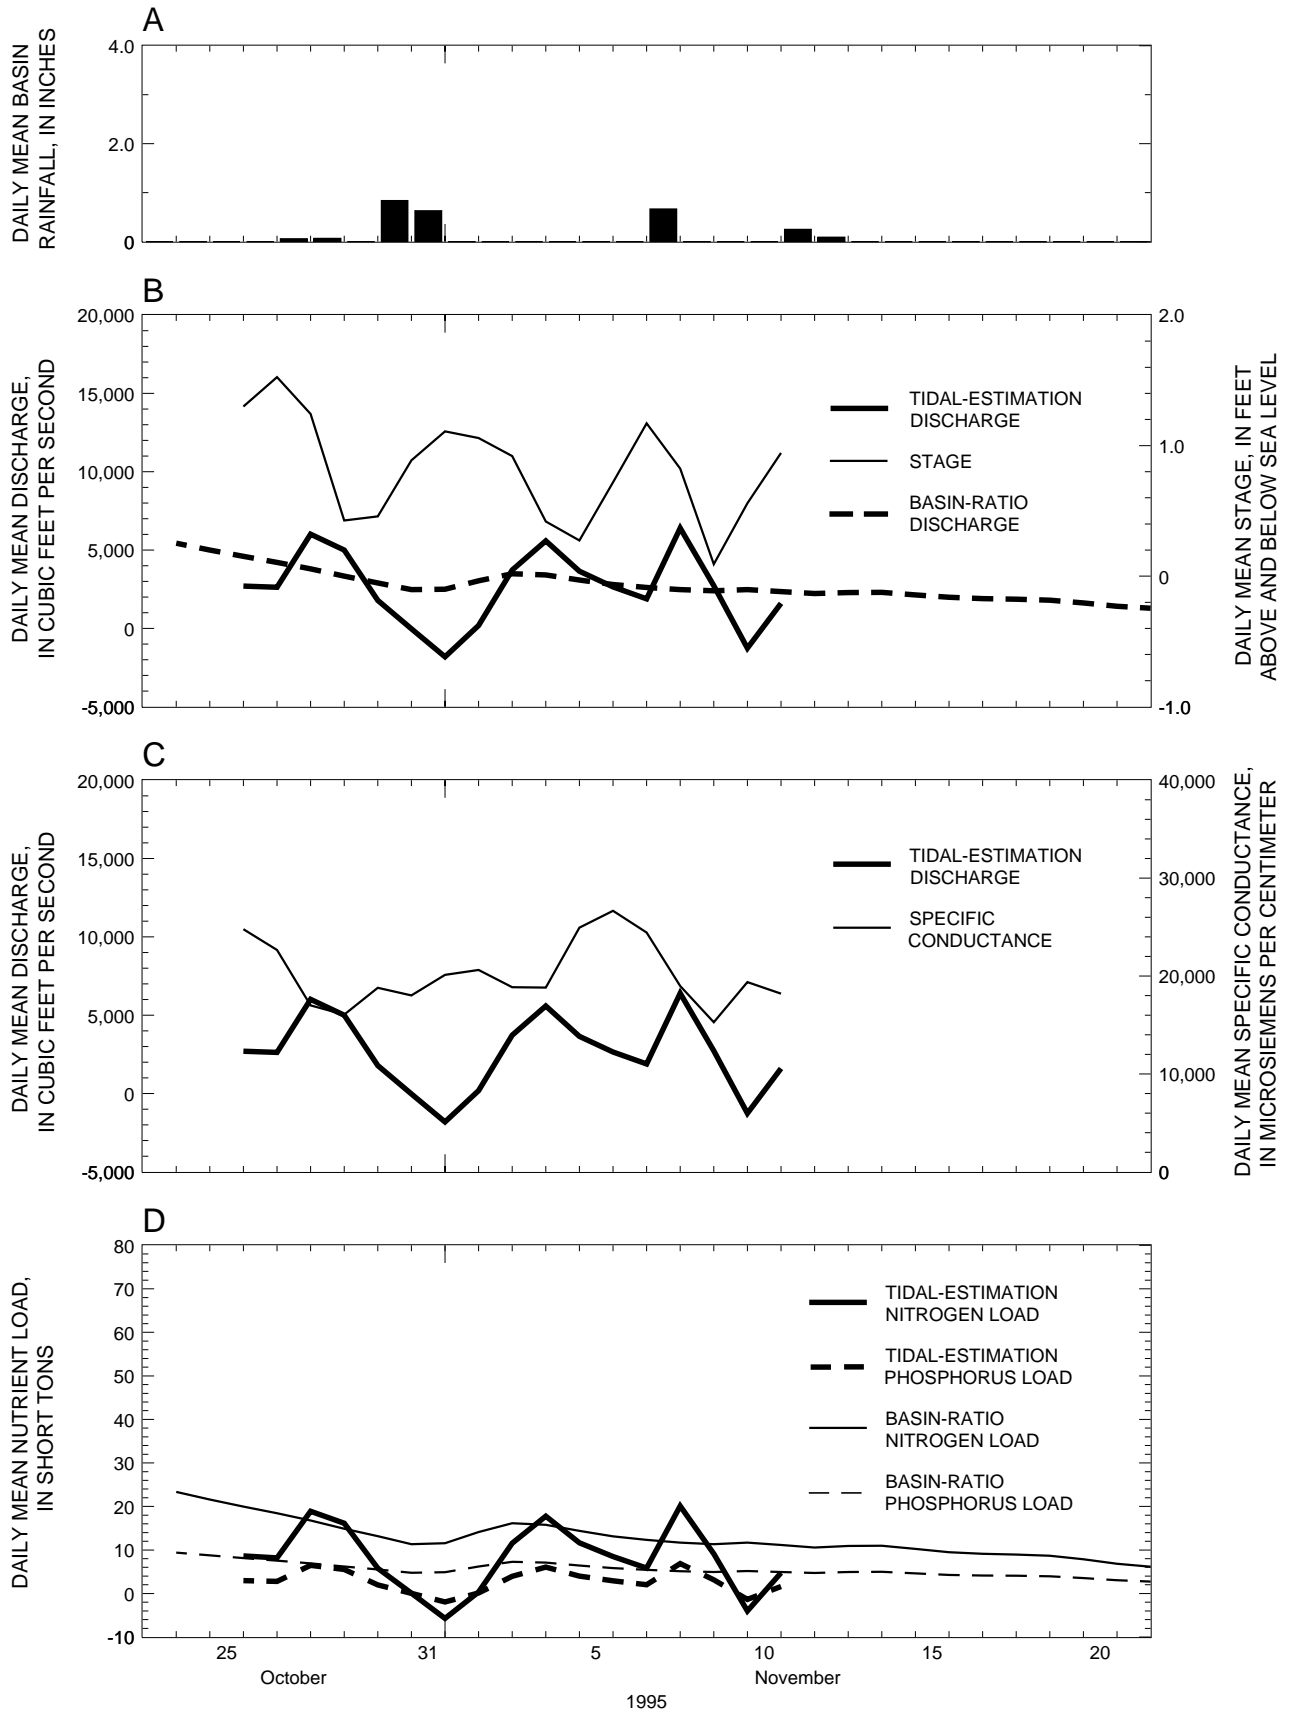 A
DAILY MEAN BASIN
RAINFALL, IN INCHES
4.0
2.0
0
B
DAILY MEAN DISCHARGE,
IN CUBIC FEET PER SECOND
20,000
15,000
10,000
5,000
0
-5,000
TIDAL-ESTIMATION
DISCHARGE
STAGE
BASIN-RATIO
DISCHARGE
2.0
1.0
0
-1.0
DAILY MEAN STAGE, IN FEET
ABOVE AND BELOW SEA LEVEL
C
DAILY MEAN DISCHARGE,
IN CUBIC FEET PER SECOND
20,000
15,000
10,000
5,000
0
-5,000
TIDAL-ESTIMATION
DISCHARGE
SPECIFIC
CONDUCTANCE
40,000
30,000
20,000
10,000
0
DAILY MEAN SPECIFIC CONDUCTANCE,
IN MICROSIEMENS PER CENTIMETER
D
DAILY MEAN NUTRIENT LOAD,
IN SHORT TONS
80
70
60
50
40
30
20
10
0
-10
TIDAL-ESTIMATION
NITROGEN LOAD
TIDAL-ESTIMATION
PHOSPHORUS LOAD
BASIN-RATIO
NITROGEN LOAD
BASIN-RATIO
PHOSPHORUS LOAD
25 31 5 10 15 20
October November
1995